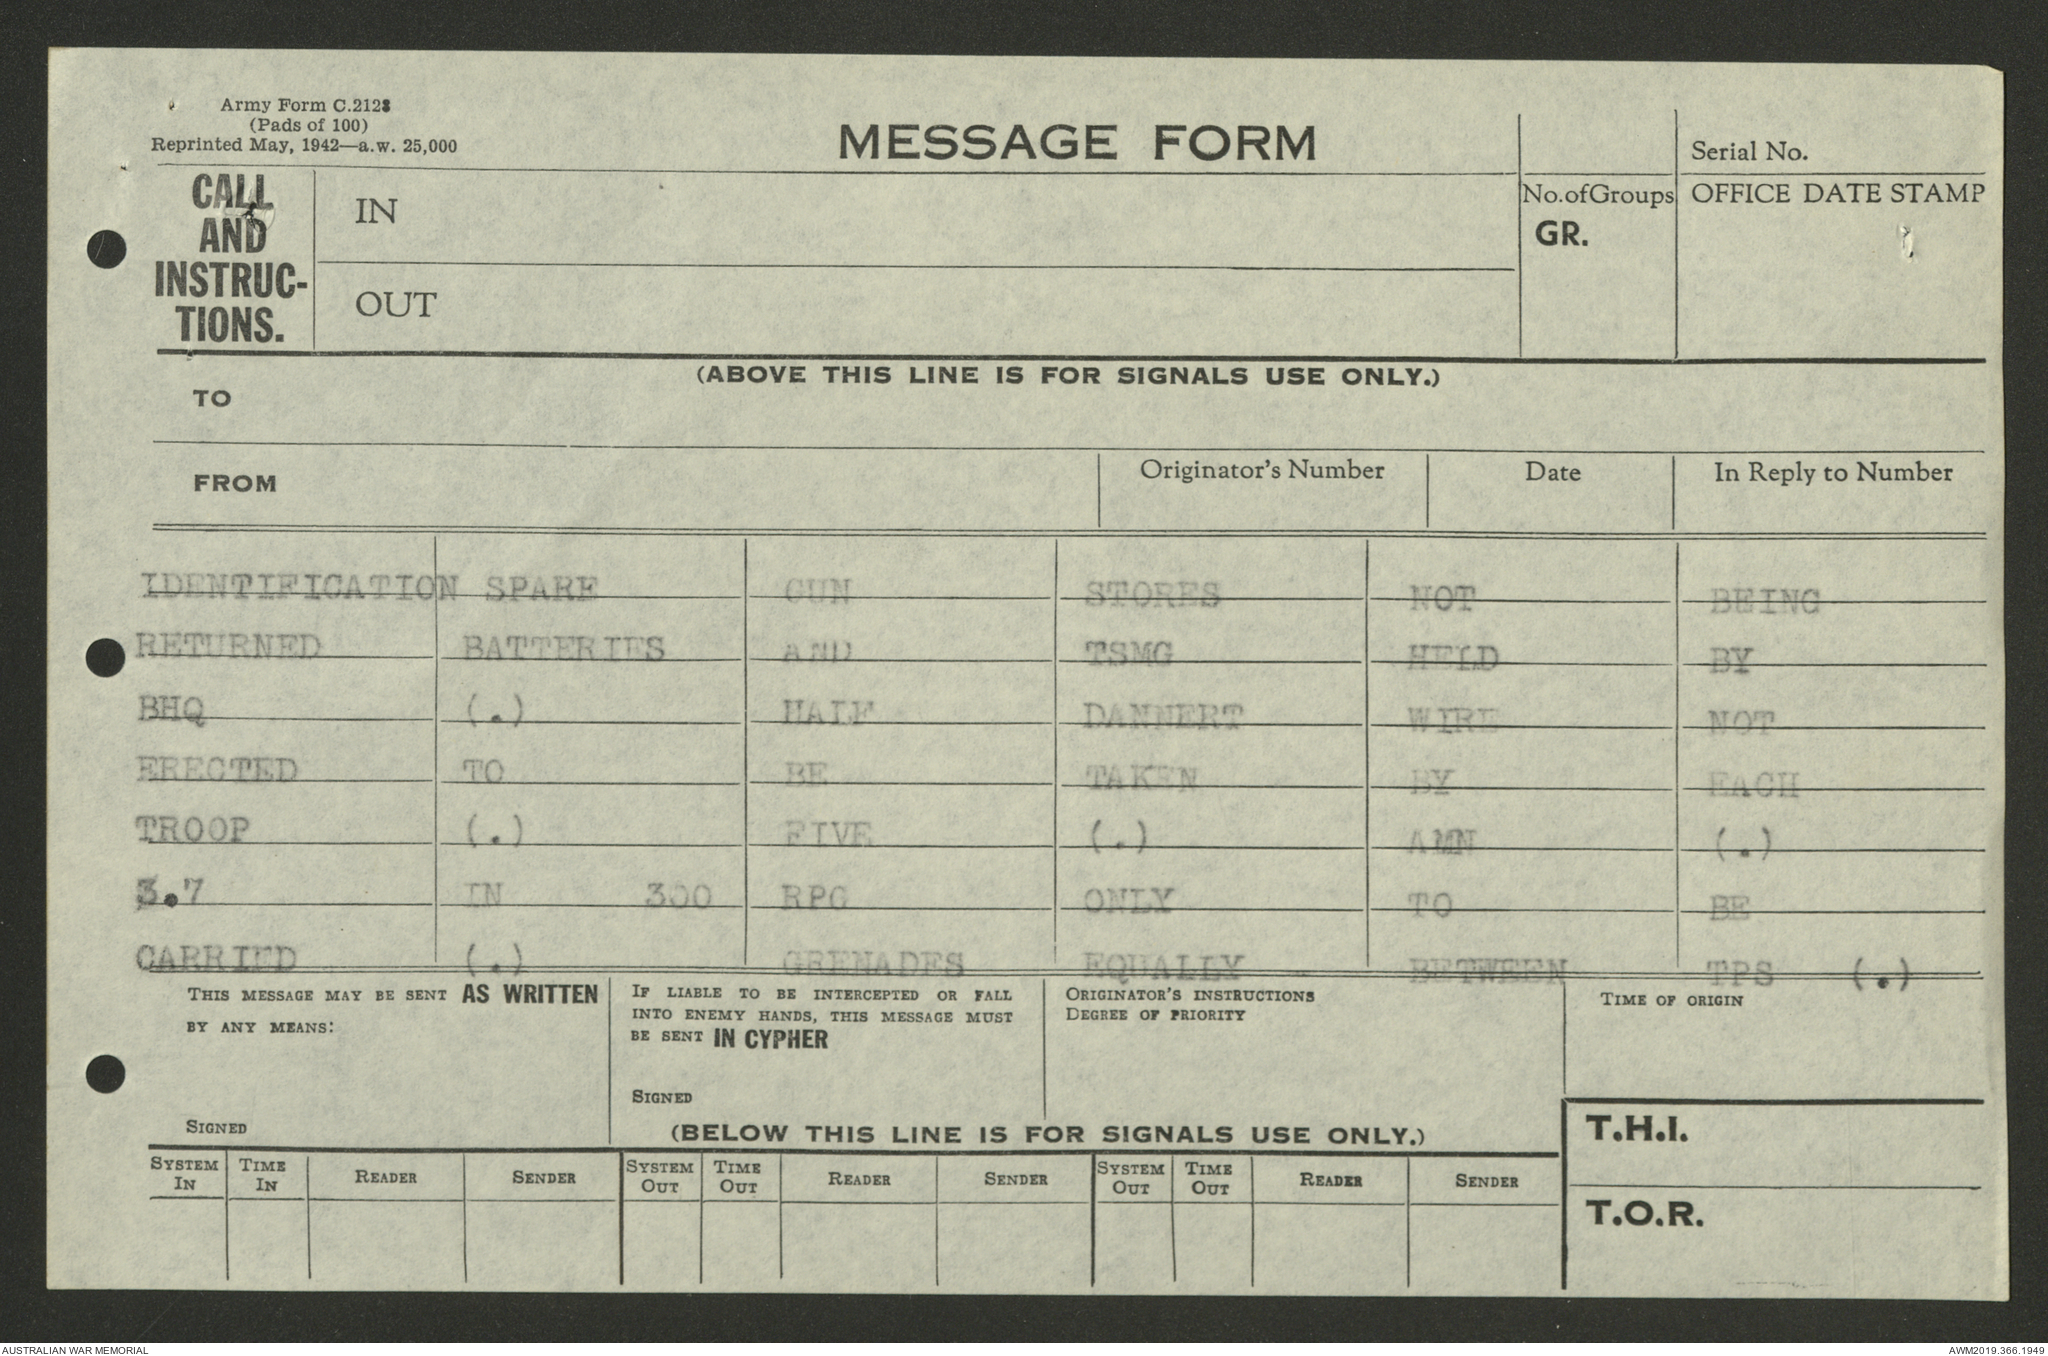 Army Form C.2128
(Pads of 100)
Reprinted May, 1942—a.w. 25,000
MESSAGE FORM
Serial No.
CALL
AND
INSTRUC-
TIONS.
IN
OUT
No.ofGroups
GR.
OFFICE DATE STAMP
(ABOVE THIS LINE IS FOR SIGNALS USE ONLY.)
TO
FROM
Originator's Number
Date
In Reply to Number
IDENTIFICATION SPARE GUN STORES NOT BEING
RETURNED BATTERIES AND TSMG HELD BY
BHQ (.) HALF DANNERT WIRE NOT
ERECTED TO BE TAKEN BY EACH
TROOP (.) FIVE (.) AMN (.)
3.7 IN 300 RPG ONLY TO BE
CARRIED (.) GRENADES EQUALLY BETWEEN TPS (.)
THIS MESSAGE MAY BE SENT AS WRITTEN
BY ANY MEANS:
SIGNED
IF LIABLE TO BE INTERCEPTED OR FALL
INTO ENEMY HANDS, THIS MESSAGE MUST
BE SENT IN CYPHER
SIGNED
ORIGINATOR'S INSTRUCTIONS
DEGREE OF PRIORITY
TIME OF ORIGIN
(BELOW THIS LINE IS FOR SIGNALS USE ONLY.)
T.H.I.
T.O.R.
SYSTEM IN TIME IN READER SENDER SYSTEM OUT TIME OUT READER SENDER SYSTEM OUT TIME OUT READER SENDER
AUSTRALIAN WAR MEMORIAL
AWM2019.366.1949